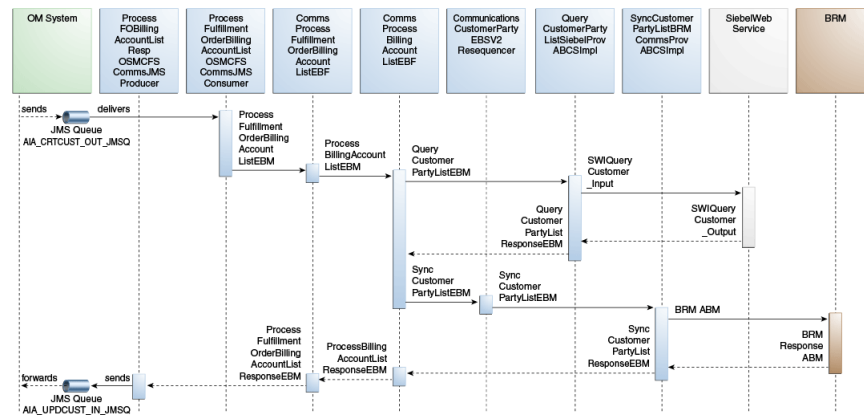 OM System
Process
FOBilling
AccountList
Resp
OSMCFS
CommsJMS
Producer
Process
Fulfillment
OrderBilling
AccountList
OSMCFS
CommsJMS
Consumer
Comms
Process
Fulfillment
OrderBilling
Account
ListEBF
Comms
Process
Billing
Account
ListEBF
Communications
CustomerParty
EBSV2
Resequencer
Query
CustomerParty
ListSiebelProv
ABCSImpl
SyncCustomer
PartyListBRM
CommsProv
ABCSImpl
SiebelWeb
Service
BRM
sends
delivers
JMS Queue
AIA_CRTCUST_OUT_JMSQ
Process
Fulfillment
OrderBilling
Account
ListEBM
Process
BillingAccount
ListEBM
Query
Customer
PartyListEBM
SWIQuery
Customer
_Input
SWIQuery
Customer
_Output
Query
Customer
PartyList
ResponseEBM
Sync
Customer
PartyListEBM
Sync
Customer
PartyListEBM
BRM ABM
BRM
Response
ABM
Sync
Customer
PartyList
ResponseEBM
ProcessBilling
AccountList
ResponseEBM
Process
Fulfillment
OrderBilling
AccountList
ResponseEBM
forwards
sends
JMS Queue
AIA_UPDCUST_IN_JMSQ